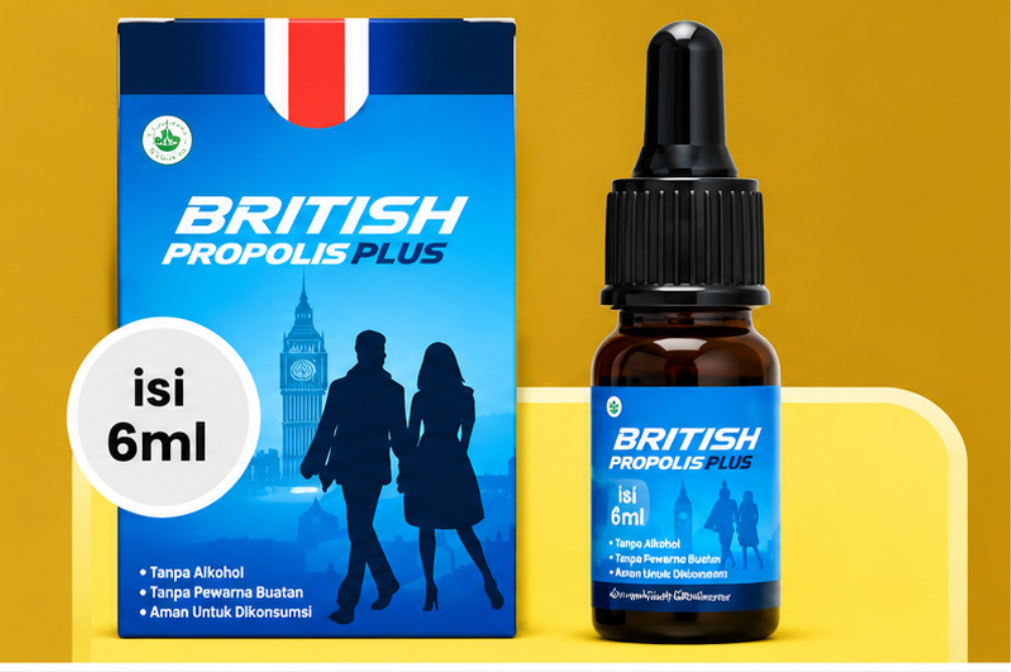 BRITISH
PROPOLIS PLUS
isi
6ml
• Tanpa Alkohol
• Tanpa Pewarna Buatan
• Aman Untuk Dikonsumsi
BRITISH
PROPOLIS PLUS
isi
6ml
• Tanpa Alkohol
• Tanpa Pewarna Buatan
• Aman Untuk Dikonsumsi